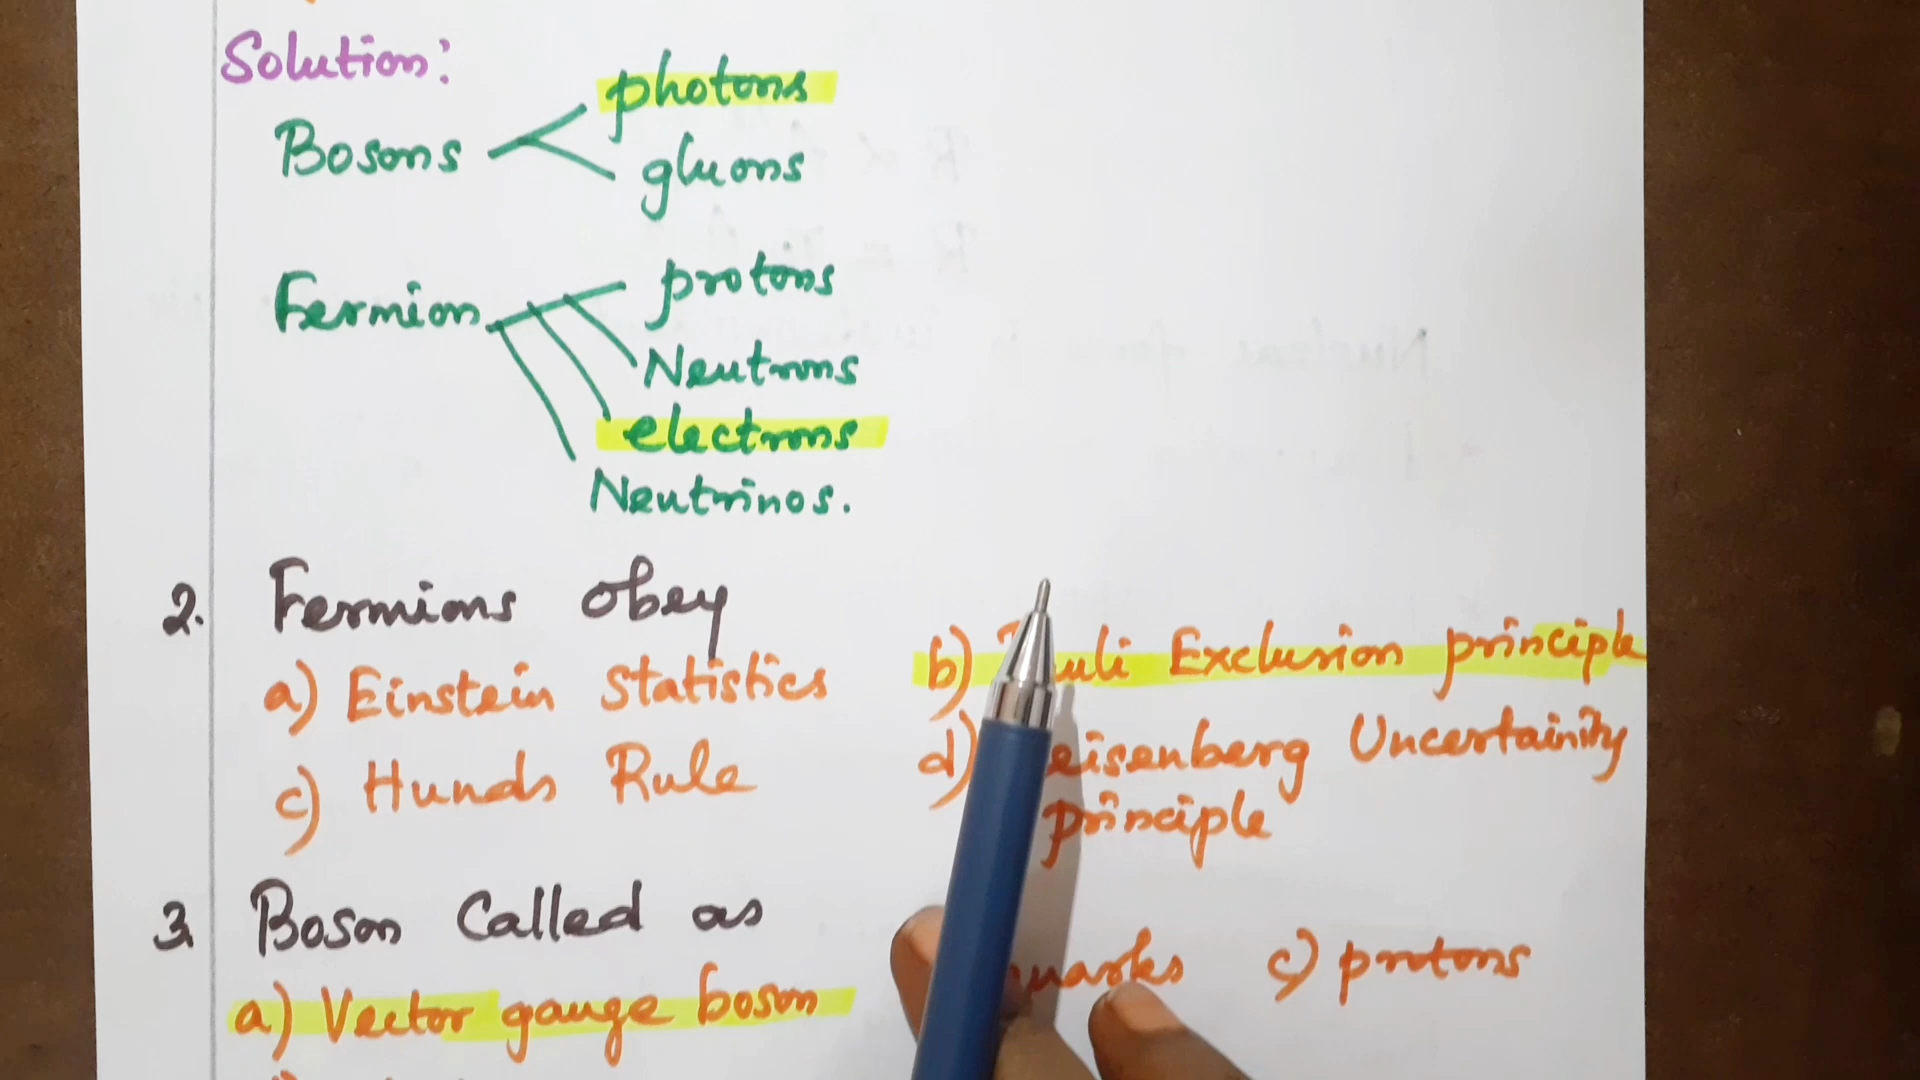 Solution:
Bosons
photons
gluons
Fermion
protons
Neutrons
electrons
Neutrinos.
2. Fermions obey
a) Einstein Statistics
b) Exclusion principle
c) Hunds Rule
d) Uncertainity
principle
3. Boson Called as
a) Vector gauge boson
c) protons